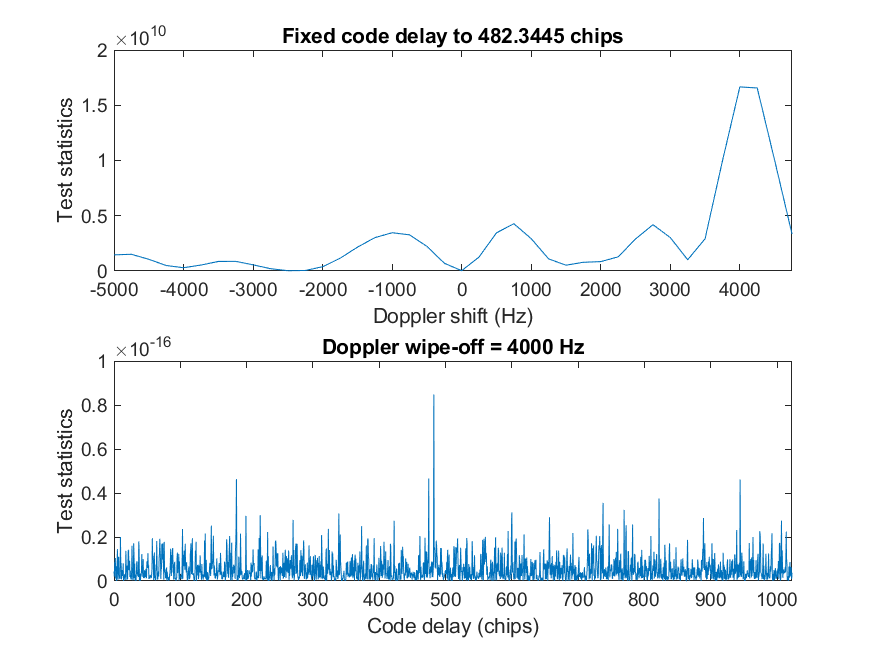 ×10^10
Fixed code delay to 482.3445 chips
2
1.5
1
0.5
0
Test statistics
-5000 -4000 -3000 -2000 -1000 0 1000 2000 3000 4000
Doppler shift (Hz)
×10^-16
Doppler wipe-off = 4000 Hz
1
0.8
0.6
0.4
0.2
0
Test statistics
0 100 200 300 400 500 600 700 800 900 1000
Code delay (chips)